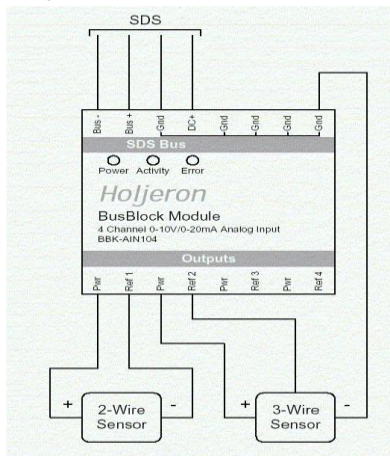 SDS
Bus - Bus + Gnd DC+ Gnd Gnd Gnd Gnd
SDS Bus
Power Activity Error
Holjeron
BusBlock Module
4 Channel 0-10V/0-20mA Analog Input
BBK-AIN104
Outputs
Pwr Ref 1 Pwr Ref 2 Pwr Ref 3 Pwr Ref 4
+ 2-Wire - + 3-Wire -
Sensor Sensor